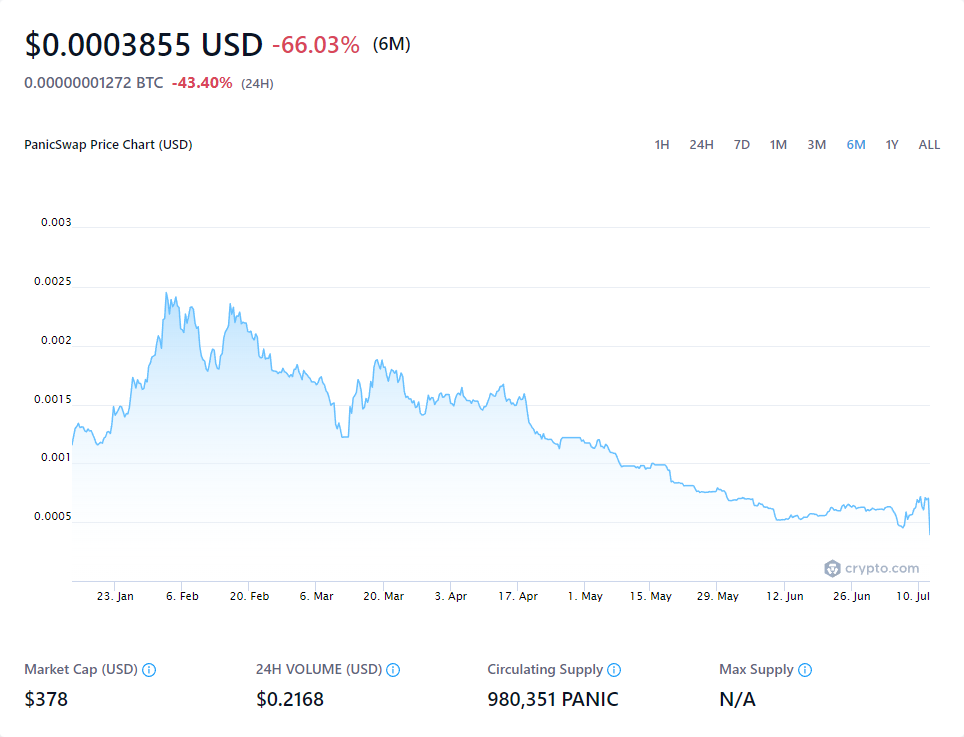 $0.0003855 USD -66.03% (6M)
0.00000001272 BTC -43.40% (24H)
PanicSwap Price Chart (USD) 1H 24H 7D 1M 3M 6M 1Y ALL
0.003
0.0025
0.002
0.0015
0.001
0.0005
crypto.com
23. Jan 6. Feb 20. Feb 6. Mar 20. Mar 3. Apr 17. Apr 1. May 15. May 29. May 12. Jun 26. Jun 10. Jul
Market Cap (USD) 24H VOLUME (USD) Circulating Supply Max Supply
$378 $0.2168 980,351 PANIC N/A